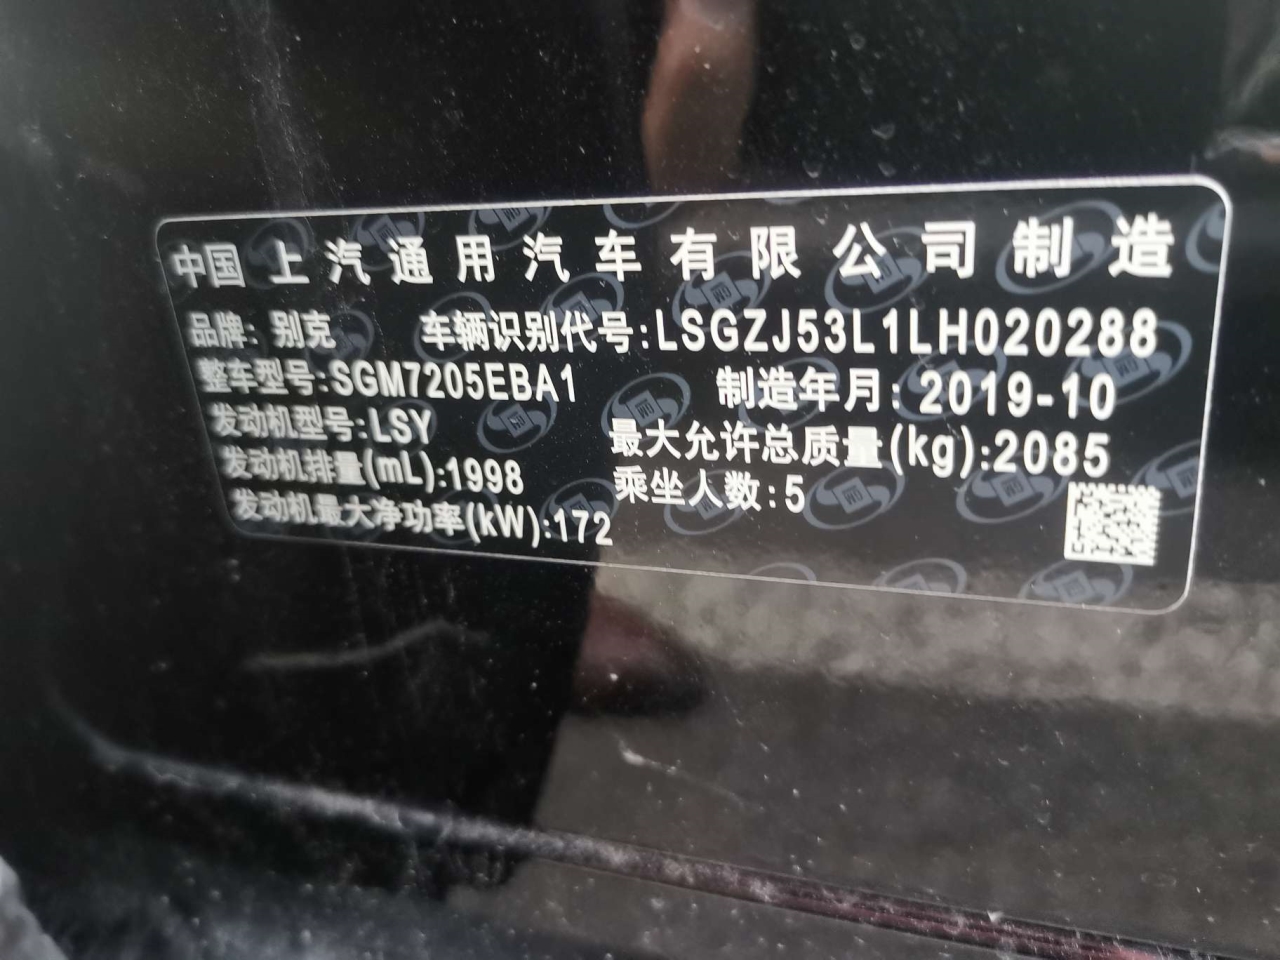 中国上汽通用汽车有限公司制造
品牌: 别克 车辆识别代号:LSGZJ53L1LH020288
整车型号:SGM7205EBA1 制造年月: 2019-10
发动机型号:LSY 最大允许总质量(kg):2085
发动机排量(mL):1998 乘坐人数:5
发动机最大净功率(kW):172